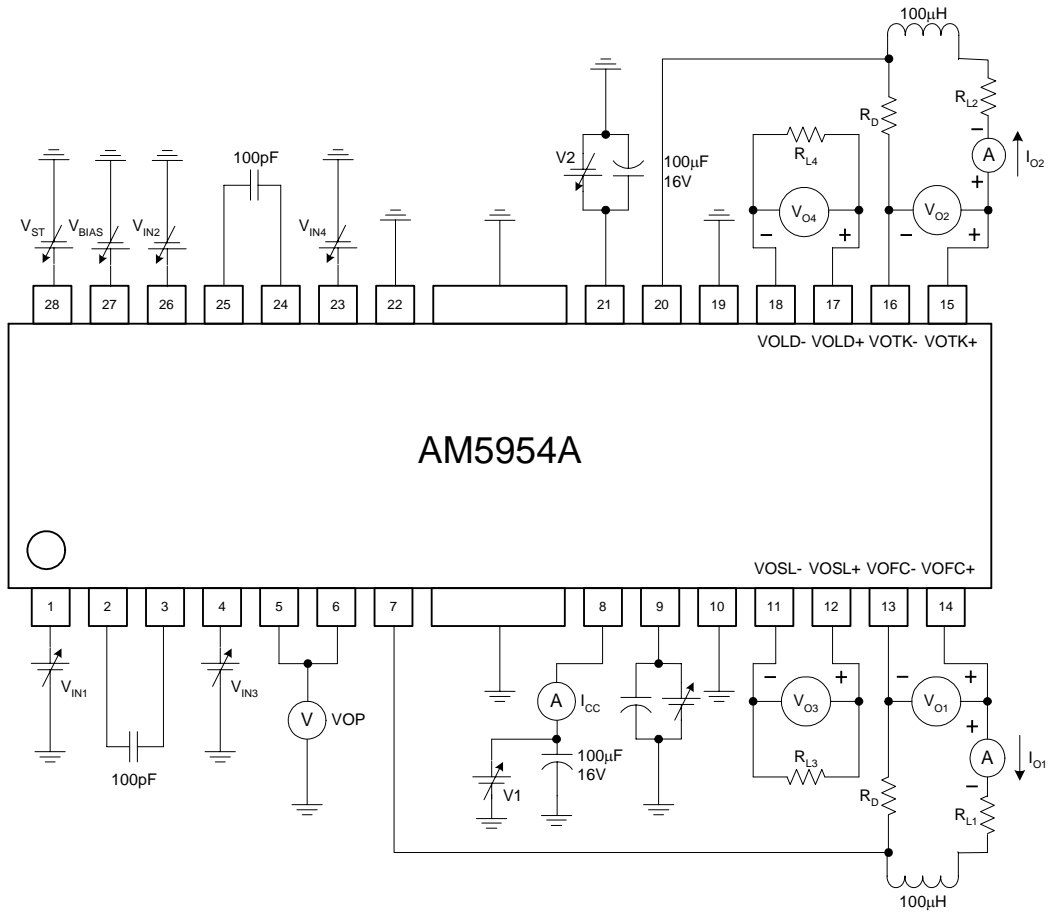 100µH
R_L2
R_D
A
I_O2
R_L4
V2
100µF
16V
100pF
V_ST
V_BIAS
V_IN2
V_IN4
V_O4
V_O2
− + − +
28 27 26 25 24 23 22 21 20 19 18 17 16 15
VOLD- VOLD+ VOTK- VOTK+
AM5954A
VOSL- VOSL+ VOFC- VOFC+
1 2 3 4 5 6 7 8 9 10 11 12 13 14
− + − +
V_IN1
V_IN3
V
VOP
A
I_CC
V_O3
V_O1
+
A
−
I_O1
100pF
V1
100µF
16V
R_L3
R_D
R_L1
100µH